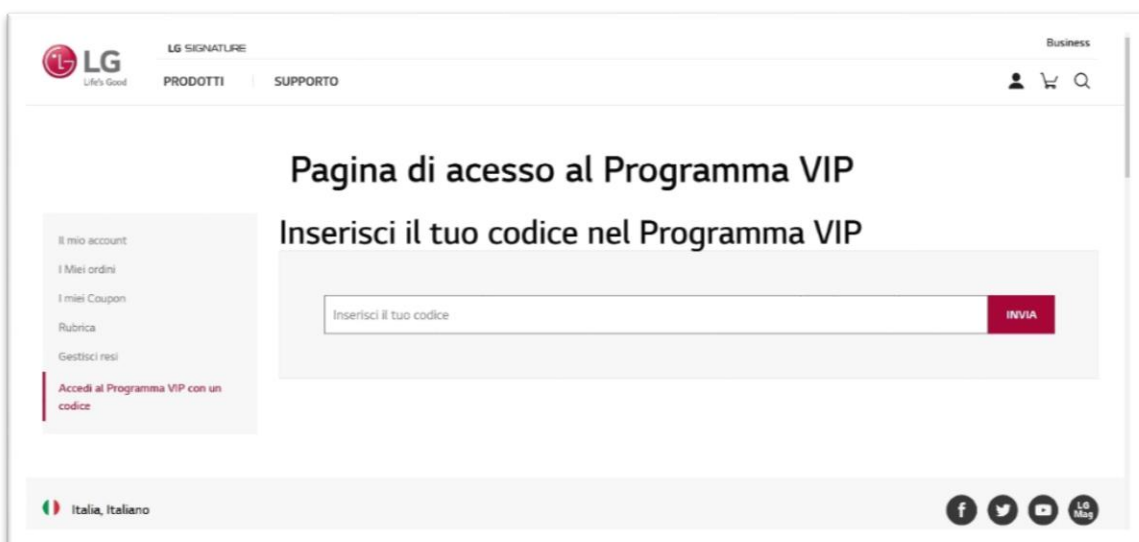 LG SIGNATURE
Business
LG
Life's Good
PRODOTTI
SUPPORTO
Pagina di acesso al Programma VIP
Inserisci il tuo codice nel Programma VIP
Il mio account
I Miei ordini
I miei Coupon
Rubrica
Gestisci resi
Accedi al Programma VIP con un
codice
Inserisci il tuo codice
INVIA
Italia, Italiano
LG
Mag